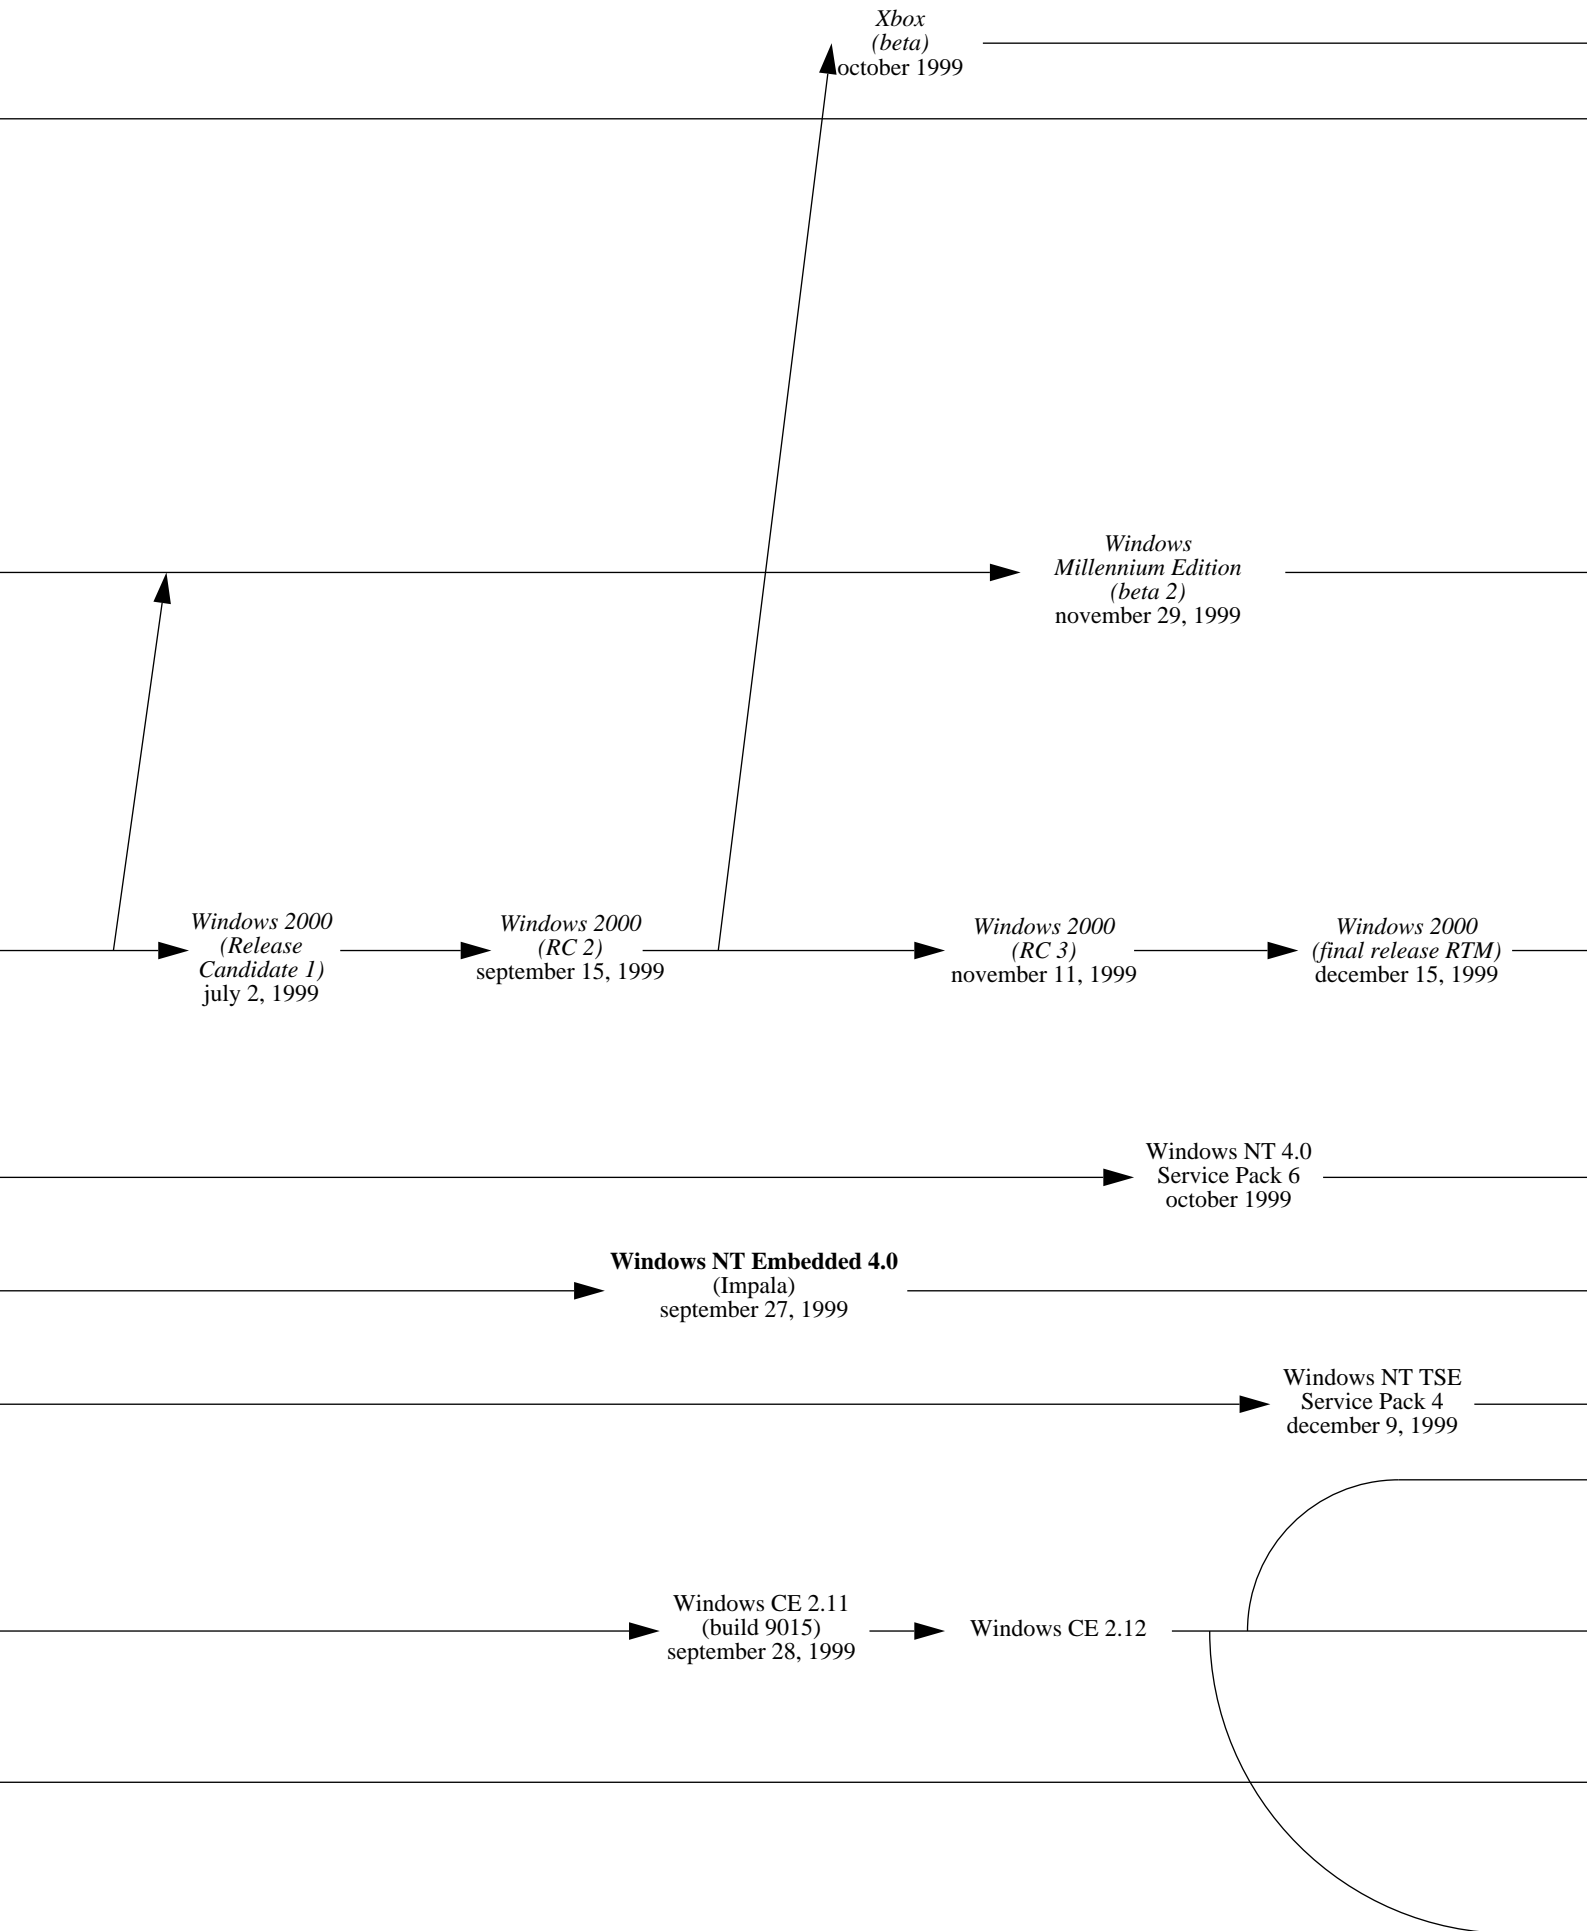 Xbox
(beta)
october 1999
Windows
Millennium Edition
(beta 2)
november 29, 1999
Windows 2000
(Release
Candidate 1)
july 2, 1999
Windows 2000
(RC 2)
september 15, 1999
Windows 2000
(RC 3)
november 11, 1999
Windows 2000
(final release RTM)
december 15, 1999
Windows NT 4.0
Service Pack 6
october 1999
Windows NT Embedded 4.0
(Impala)
september 27, 1999
Windows NT TSE
Service Pack 4
december 9, 1999
Windows CE 2.11
(build 9015)
september 28, 1999
Windows CE 2.12